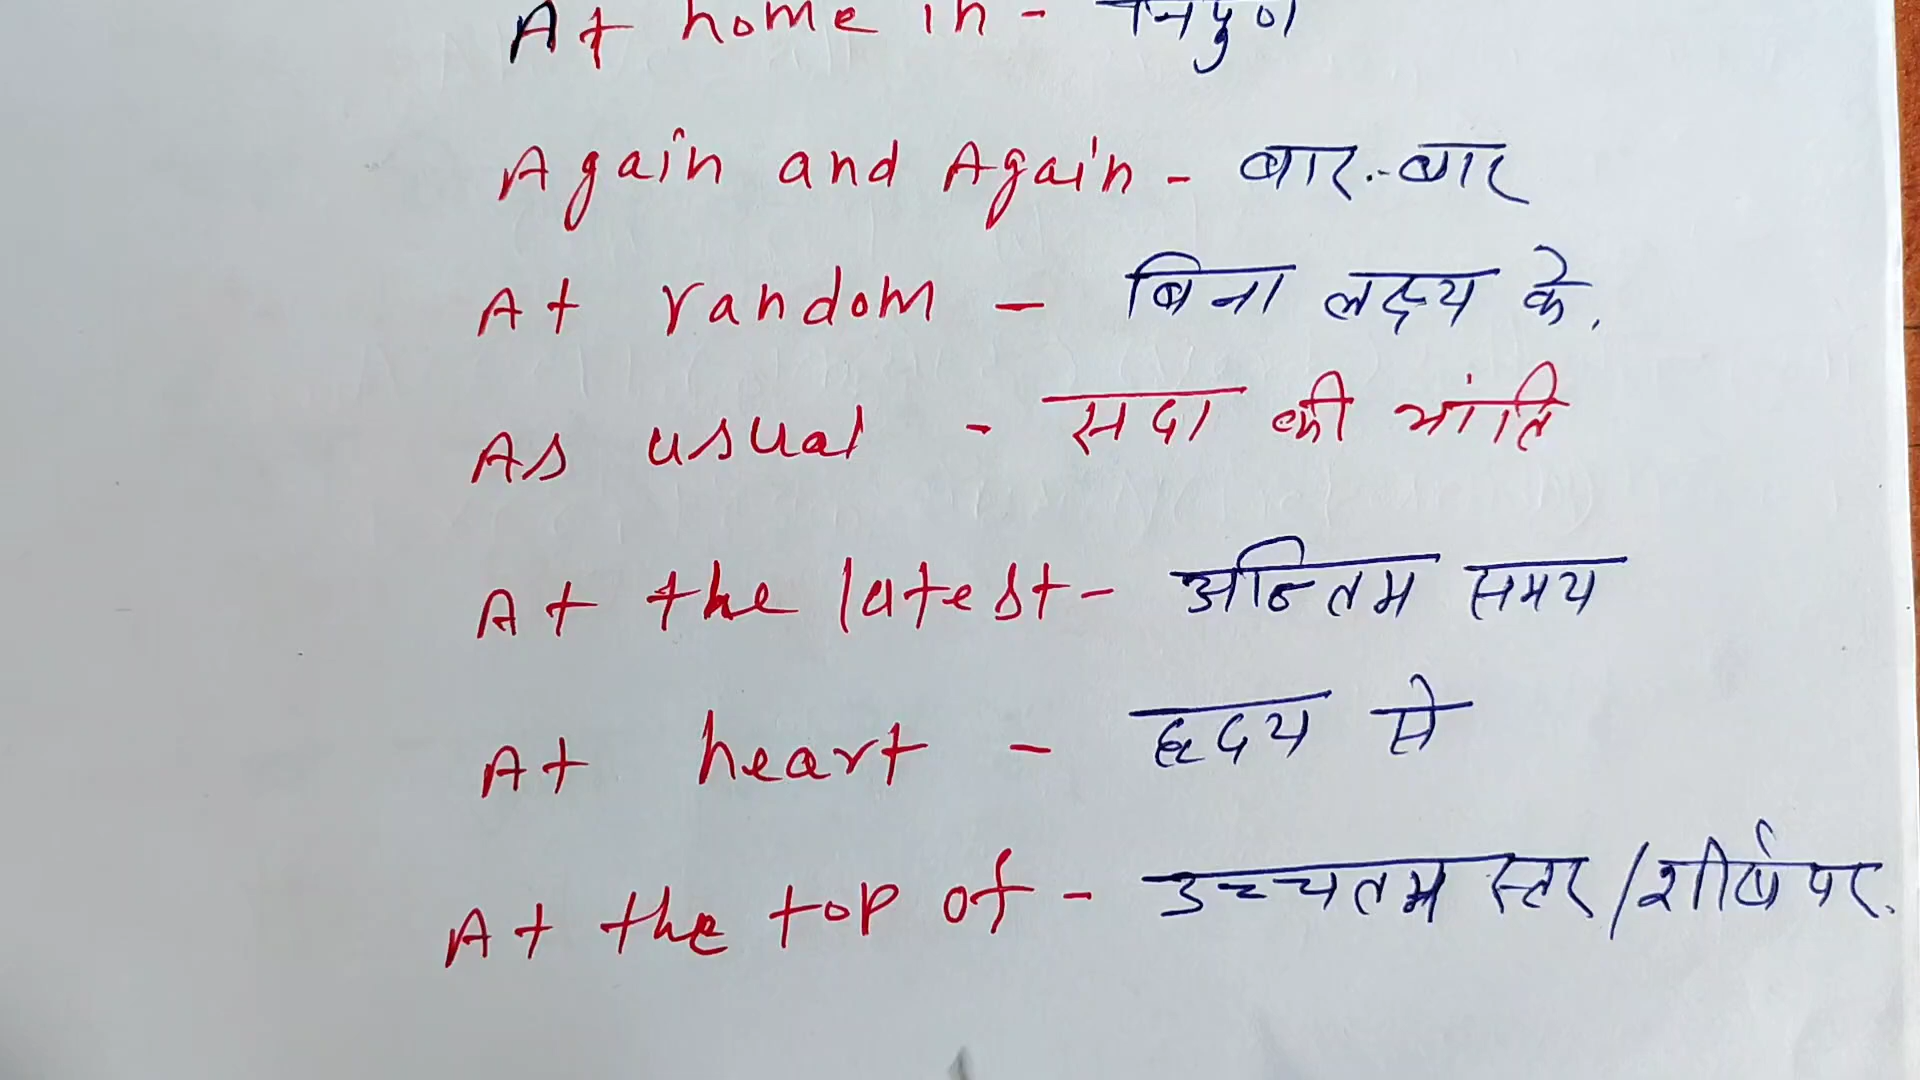 At home in - निपुण
Again and Again - बार-बार
At random - बिना लक्ष्य के.
As usual - सदा की भांति
At the latest - अन्तिम समय
At heart - हृदय से
At the top of - उच्चतम स्तर/शीर्ष पर.